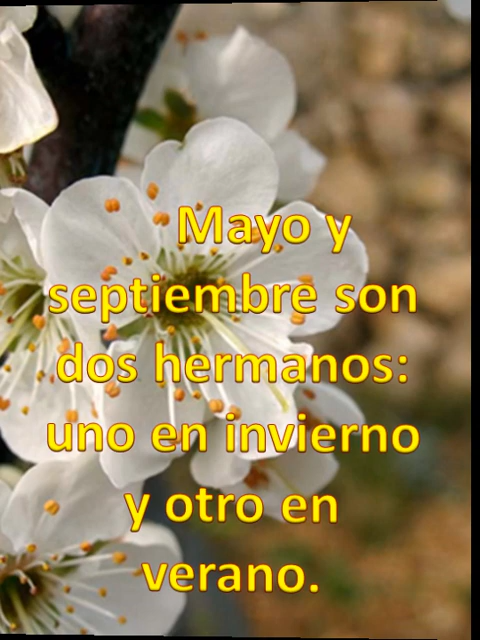 Mayo y
septiembre son
dos hermanos:
uno en invierno
y otro en
verano.